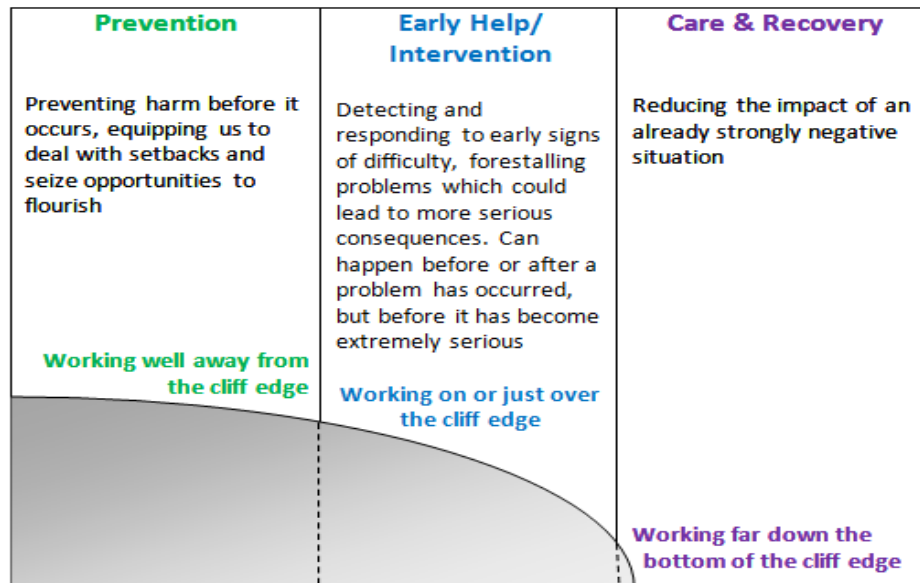 Prevention
Preventing harm before it
occurs, equipping us to
deal with setbacks and
seize opportunities to
flourish
Working well away from
the cliff edge
Early Help/
Intervention
Detecting and
responding to early signs
of difficulty, forestalling
problems which could
lead to more serious
consequences. Can
happen before or after a
problem has occurred,
but before it has become
extremely serious
Working on or just over
the cliff edge
Care & Recovery
Reducing the impact of an
already strongly negative
situation
Working far down the
bottom of the cliff edge